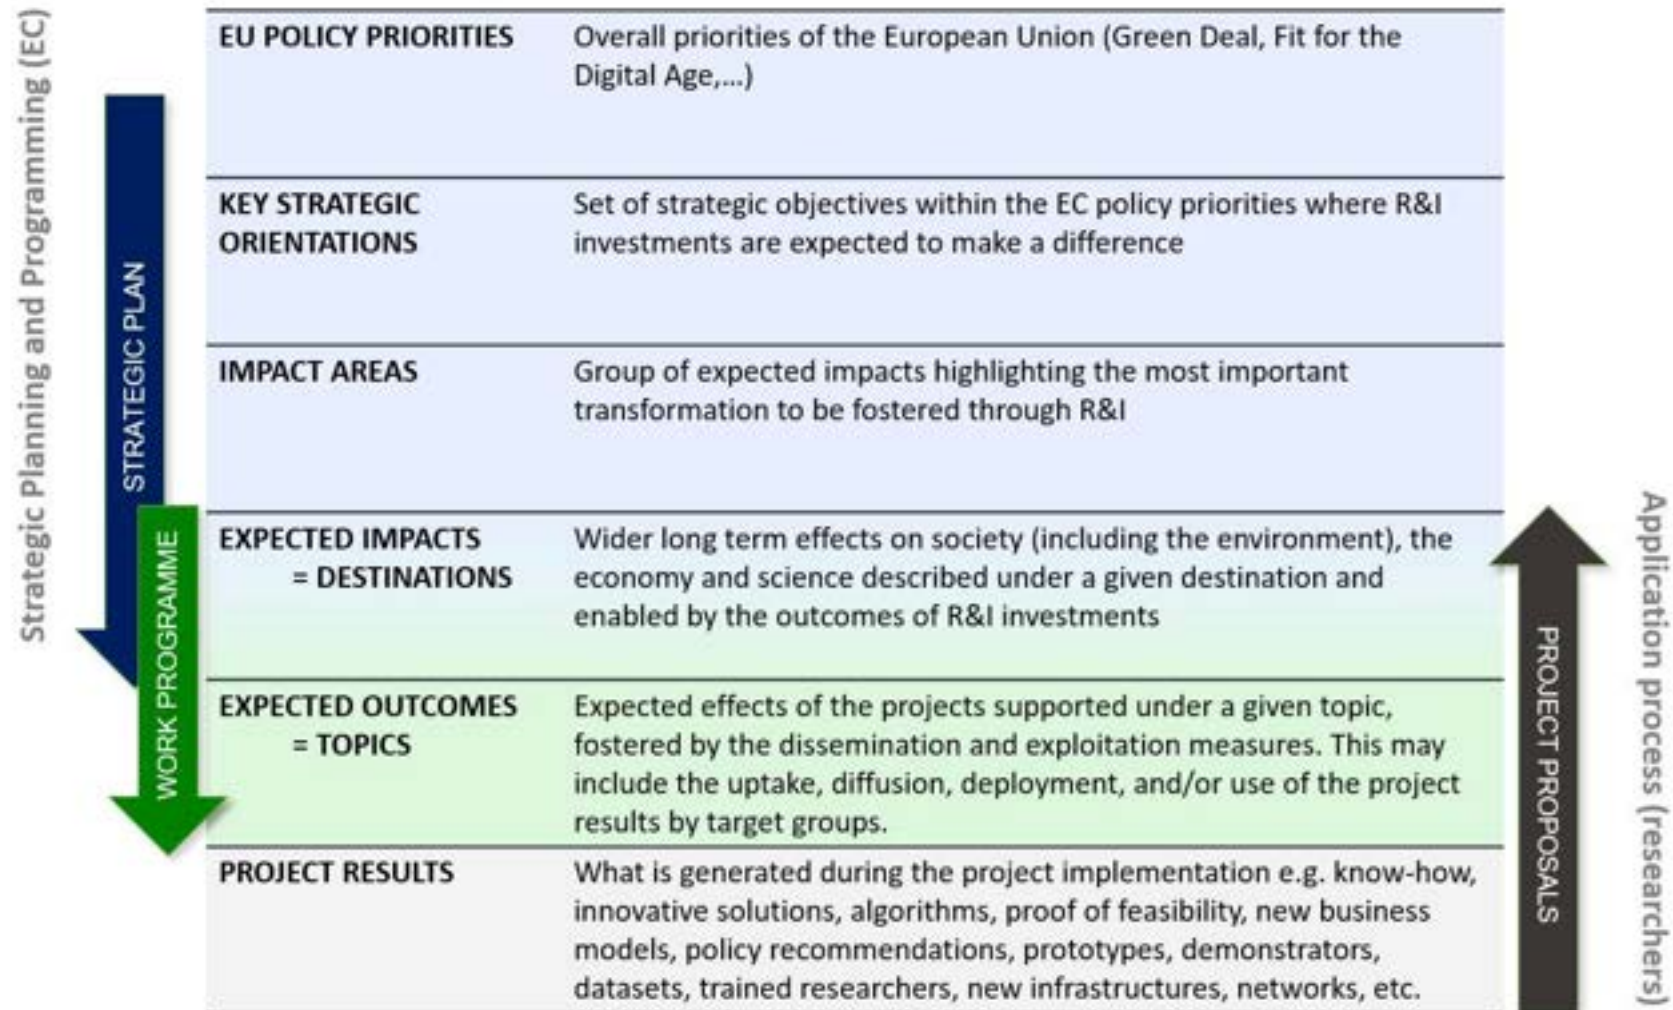 Strategic Planning and Programming (EC)
STRATEGIC PLAN
WORK PROGRAMME
EU POLICY PRIORITIES
Overall priorities of the European Union (Green Deal, Fit for the
Digital Age,...)
KEY STRATEGIC
ORIENTATIONS
Set of strategic objectives within the EC policy priorities where R&I
investments are expected to make a difference
IMPACT AREAS
Group of expected impacts highlighting the most important
transformation to be fostered through R&I
EXPECTED IMPACTS
= DESTINATIONS
Wider long term effects on society (including the environment), the
economy and science described under a given destination and
enabled by the outcomes of R&I investments
EXPECTED OUTCOMES
= TOPICS
Expected effects of the projects supported under a given topic,
fostered by the dissemination and exploitation measures. This may
include the uptake, diffusion, deployment, and/or use of the project
results by target groups.
PROJECT RESULTS
What is generated during the project implementation e.g. know-how,
innovative solutions, algorithms, proof of feasibility, new business
models, policy recommendations, prototypes, demonstrators,
datasets, trained researchers, new infrastructures, networks, etc.
PROJECT PROPOSALS
Application process (researchers)